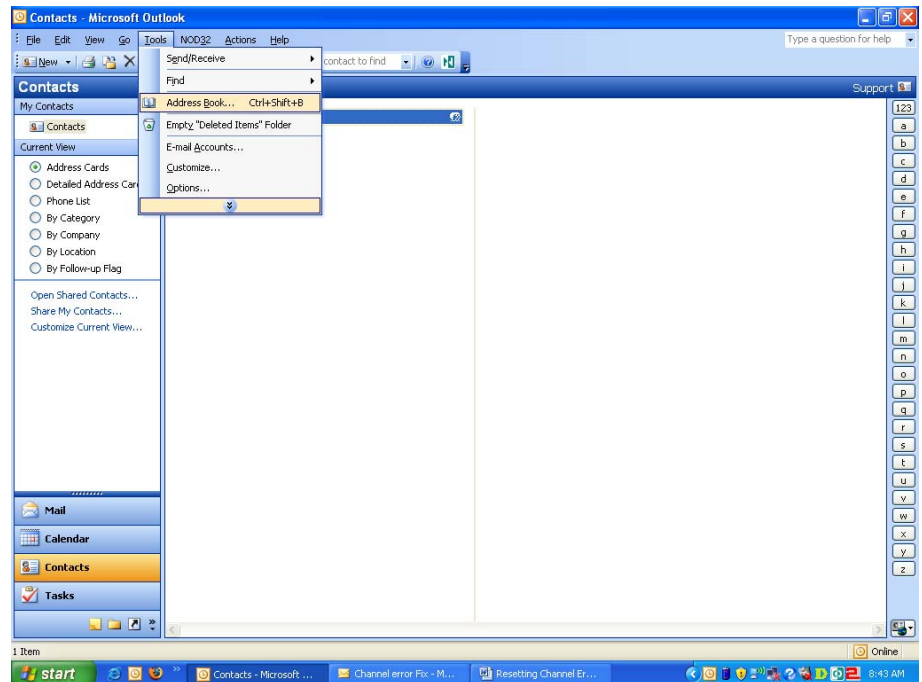 Contacts - Microsoft Outlook
File Edit View Go Tools NOD32 Actions Help
Type a question for help
New
contact to find
Send/Receive
Find
Address Book... Ctrl+Shift+B
Empty "Deleted Items" Folder
E-mail Accounts...
Customize...
Options...
Contacts
Support
My Contacts
Contacts
Current View
Address Cards
Detailed Address Car
Phone List
By Category
By Company
By Location
By Follow-up Flag
Open Shared Contacts...
Share My Contacts...
Customize Current View...
123
a
b
c
d
e
f
g
h
i
j
k
l
m
n
o
p
q
r
s
t
u
v
w
x
y
z
Mail
Calendar
Contacts
Tasks
1 Item
Online
start
Contacts - Microsoft ...
Channel error Fix - M...
Resetting Channel Er...
8:43 AM